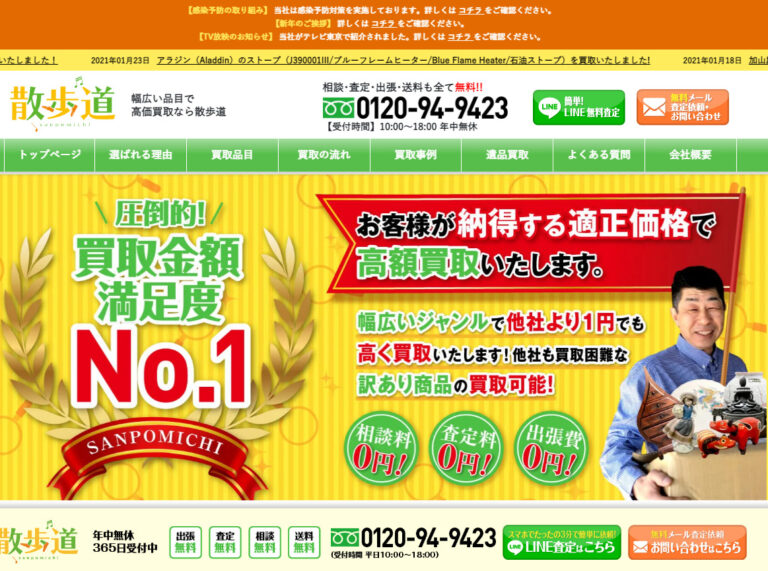 【感染予防の取り組み】 当社は感染予防対策を実施しております。詳しくは コチラ をご確認ください。
【新年のご挨拶】 詳しくは コチラ をご確認ください。
【TV放映のお知らせ】 当社がテレビ東京で紹介されました。詳しくは コチラ をご確認ください。
いたしました！ 2021年01月23日 アラジン（Aladdin）のストーブ（J390001III/ブルーフレームヒーター/Blue Flame Heater/石油ストーブ）を買取いたしました! 2021年01月18日 加山
散歩道
sanpomichi
幅広い品目で
高価買取なら散歩道
相談・査定・出張・送料も全て無料!!
0120-94-9423
【受付時間】10:00〜18:00 年中無休
LINE
簡単!
LINE無料査定
無料メール
査定依頼・
お問い合わせ
トップページ 選ばれる理由 買取品目 買取の流れ 買取事例 遺品買取 よくある質問 会社概要
圧倒的!
買取金額
満足度
No.1
SANPOMICHI
お客様が納得する適正価格で
高額買取いたします。
幅広いジャンルで他社より1円でも
高く買取いたします!他社も買取困難な
訳あり商品の買取可能!
相談料
0円!
査定料
0円!
出張費
0円!
散歩道
sanpomichi
年中無休
365日受付中
出張
無料
査定
無料
相談
無料
送料
無料
0120-94-9423
(受付時間 平日10:00〜18:00)
スマホでたったの3分で簡単に依頼!
LINE
LINE査定はこちら
無料メール査定依頼
お問い合わせはこちら